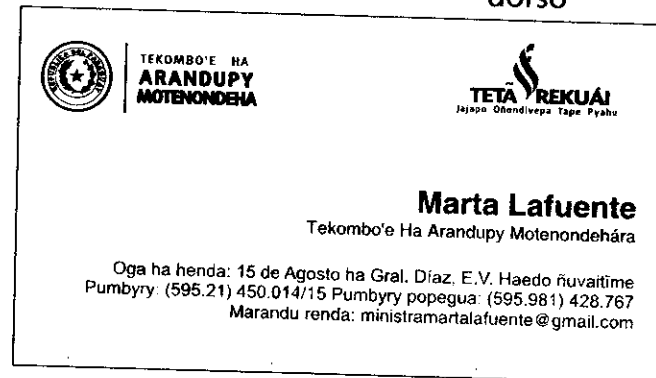 dorso
TEKOMBO'E HA
ARANDUPY
MOTENONDEHA
TETÃ REKUÁI
Jajapo Oñondivepa Tape Pyahu
Marta Lafuente
Tekombo'e Ha Arandupy Motenondehára
Oga ha henda: 15 de Agosto ha Gral. Díaz, E.V. Haedo ñuvaitĩme
Pumbyry: (595.21) 450.014/15 Pumbyry popegua: (595.981) 428.767
Marandu renda: ministramartalafuente@gmail.com